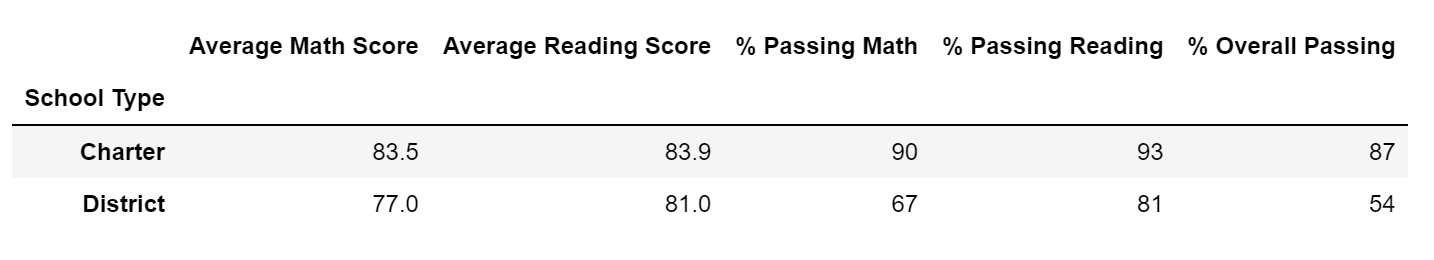 Average Math Score Average Reading Score % Passing Math % Passing Reading % Overall Passing
School Type
Charter 83.5 83.9 90 93 87
District 77.0 81.0 67 81 54